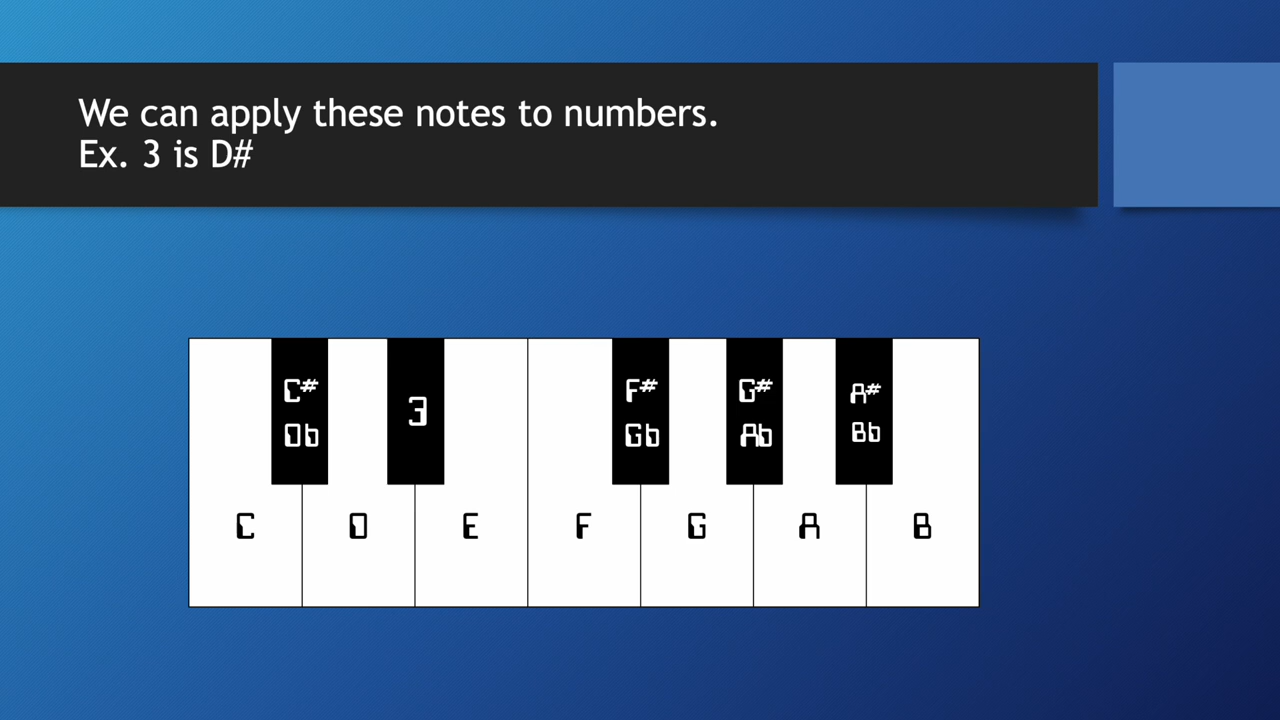 We can apply these notes to numbers.
Ex. 3 is D#
C# 3 F# G# A#
Db Gb Ab Bb
C D E F G A B